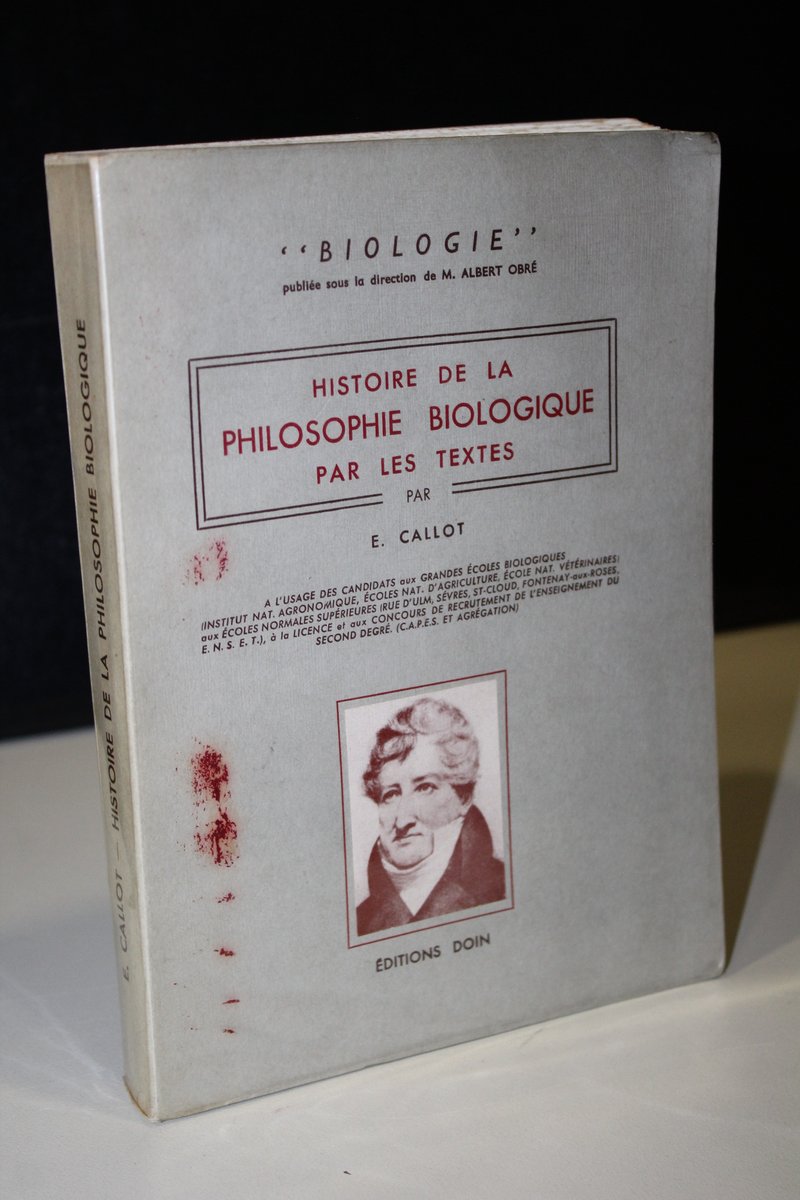 ‘‘BIOLOGIE’’
publiée sous la direction de M. ALBERT OBRÉ
HISTOIRE DE LA
PHILOSOPHIE BIOLOGIQUE
PAR LES TEXTES
PAR
E. CALLOT
A L'USAGE DES CANDIDATS aux GRANDES ÉCOLES BIOLOGIQUES
(INSTITUT NAT. AGRONOMIQUE, ÉCOLES NAT. D'AGRICULTURE, ÉCOLE NAT. VÉTÉRINAIRES)
aux ÉCOLES NORMALES SUPÉRIEURES (RUE D'ULM, SÉVRES, ST-CLOUD, FONTENAY-aux-ROSES,
E. N. S. E. T.), à la LICENCE et aux CONCOURS DE RECRUTEMENT DE L'ENSEIGNEMENT DU
SECOND DEGRÉ. (C.A.P.E.S. ET AGRÉGATION)
ÉDITIONS DOIN
E. CALLOT — HISTOIRE DE LA PHILOSOPHIE BIOLOGIQUE